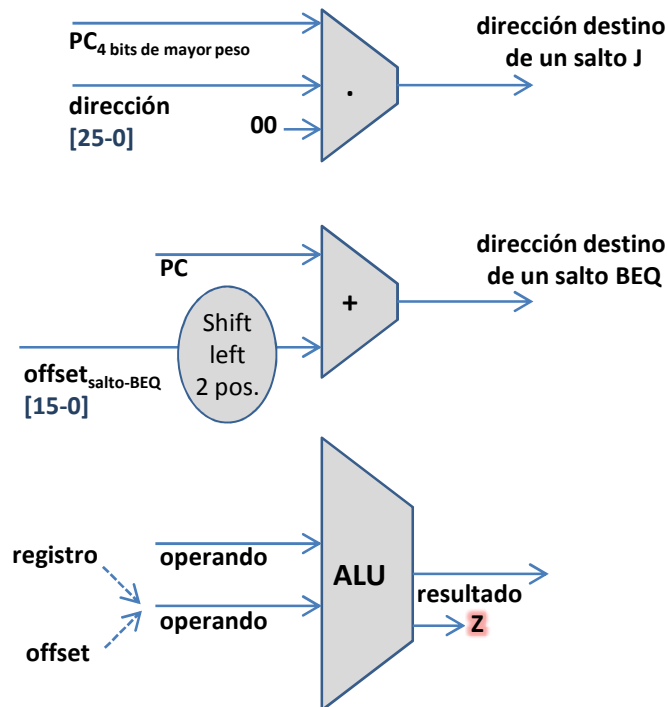 PC4 bits de mayor peso
dirección
[25-0]
00
.
dirección destino
de un salto J
PC
offsetsalto-BEQ
[15-0]
Shift
left
2 pos.
+
dirección destino
de un salto BEQ
registro
offset
operando
operando
ALU
resultado
Z